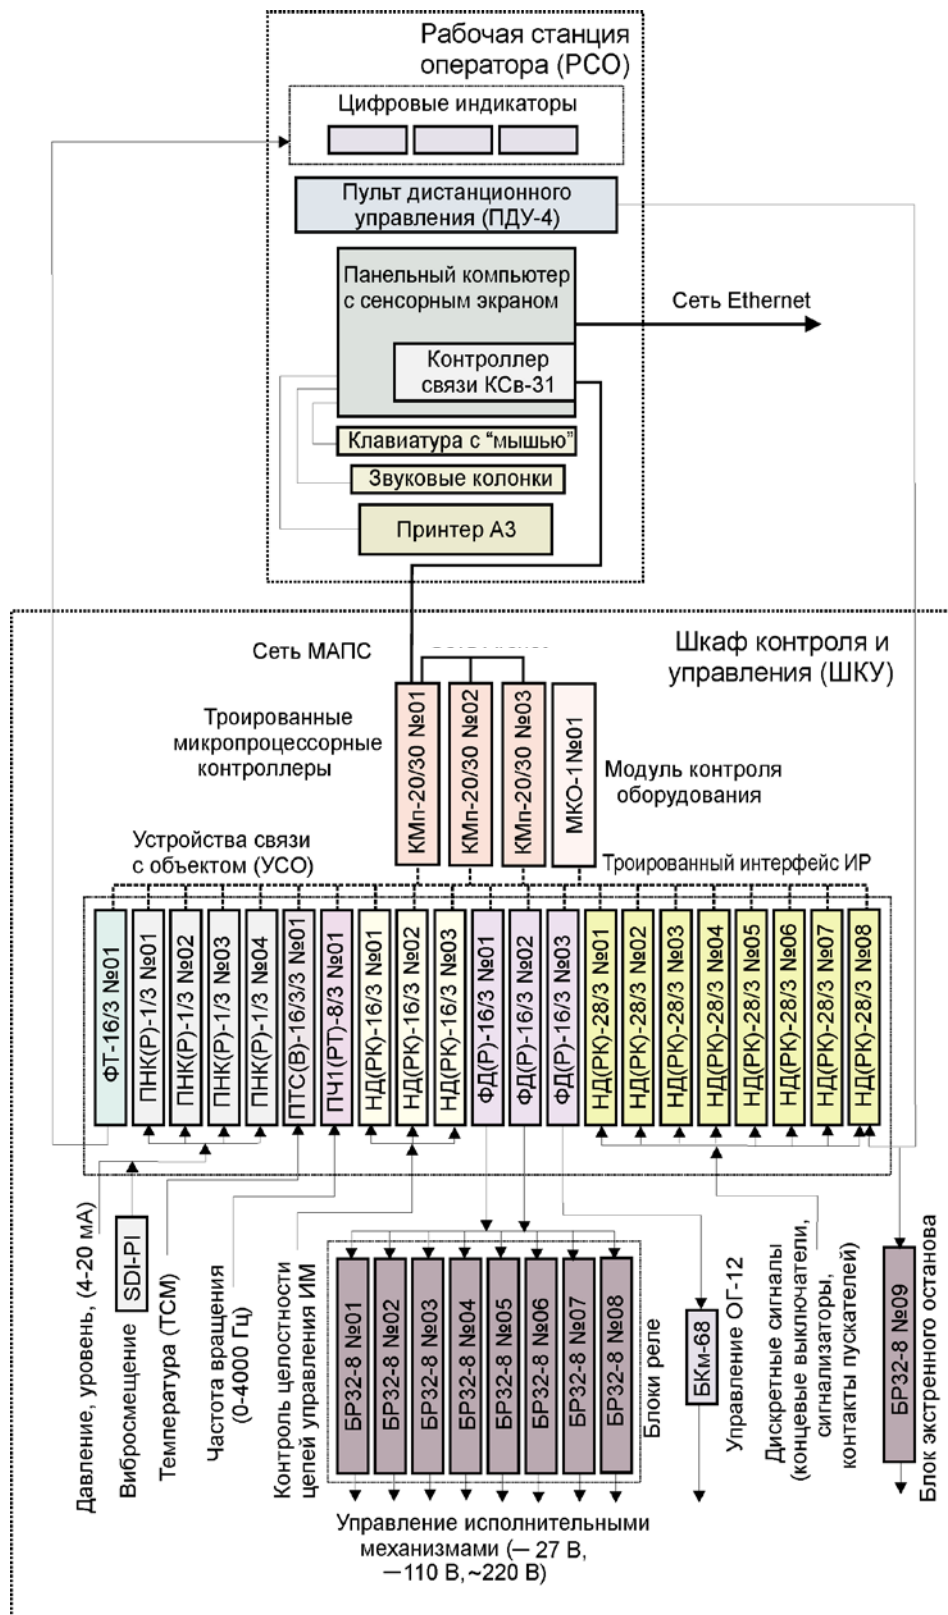 Рабочая станция
оператора (РСО)
Цифровые индикаторы
Пульт дистанционного
управления (ПДУ-4)
Панельный компьютер
с сенсорным экраном
Сеть Ethernet
Контроллер
связи КСв-31
Клавиатура с “мышью”
Звуковые колонки
Принтер А3
Сеть МАПС
Шкаф контроля и
управления (ШКУ)
Троированные
микропроцессорные
контроллеры
КМп-20/30 №01
КМп-20/30 №02
КМп-20/30 №03
МКО-1№01
Модуль контроля
оборудования
Устройства связи
с объектом (УСО)
Троированный интерфейс ИР
ФТ-16/3 №01
ПНК(Р)-1/3 №01
ПНК(Р)-1/3 №02
ПНК(Р)-1/3 №03
ПНК(Р)-1/3 №04
ПТС(В)-16/3/3 №01
ПЧ1(РТ)-8/3 №01
НД(РК)-16/3 №01
НД(РК)-16/3 №02
НД(РК)-16/3 №03
ФД(Р)-16/3 №01
ФД(Р)-16/3 №02
ФД(Р)-16/3 №03
НД(РК)-28/3 №01
НД(РК)-28/3 №02
НД(РК)-28/3 №03
НД(РК)-28/3 №04
НД(РК)-28/3 №05
НД(РК)-28/3 №06
НД(РК)-28/3 №07
НД(РК)-28/3 №08
Давление, уровень, (4-20 мА)
SDI-PI
Вибросмещение
Температура (ТСМ)
Частота вращения
(0-4000 Гц)
Контроль целостности
цепей управления ИМ
БР32-8 №01
БР32-8 №02
БР32-8 №03
БР32-8 №04
БР32-8 №05
БР32-8 №06
БР32-8 №07
БР32-8 №08
Блоки реле
БКм-68
Управление ОГ-12
Дискретные сигналы
(концевые выключатели,
сигнализаторы,
контакты пускателей)
БР32-8 №09
Блок экстренного останова
Управление исполнительными
механизмами (— 27 В,
—110 В, ~220 В)